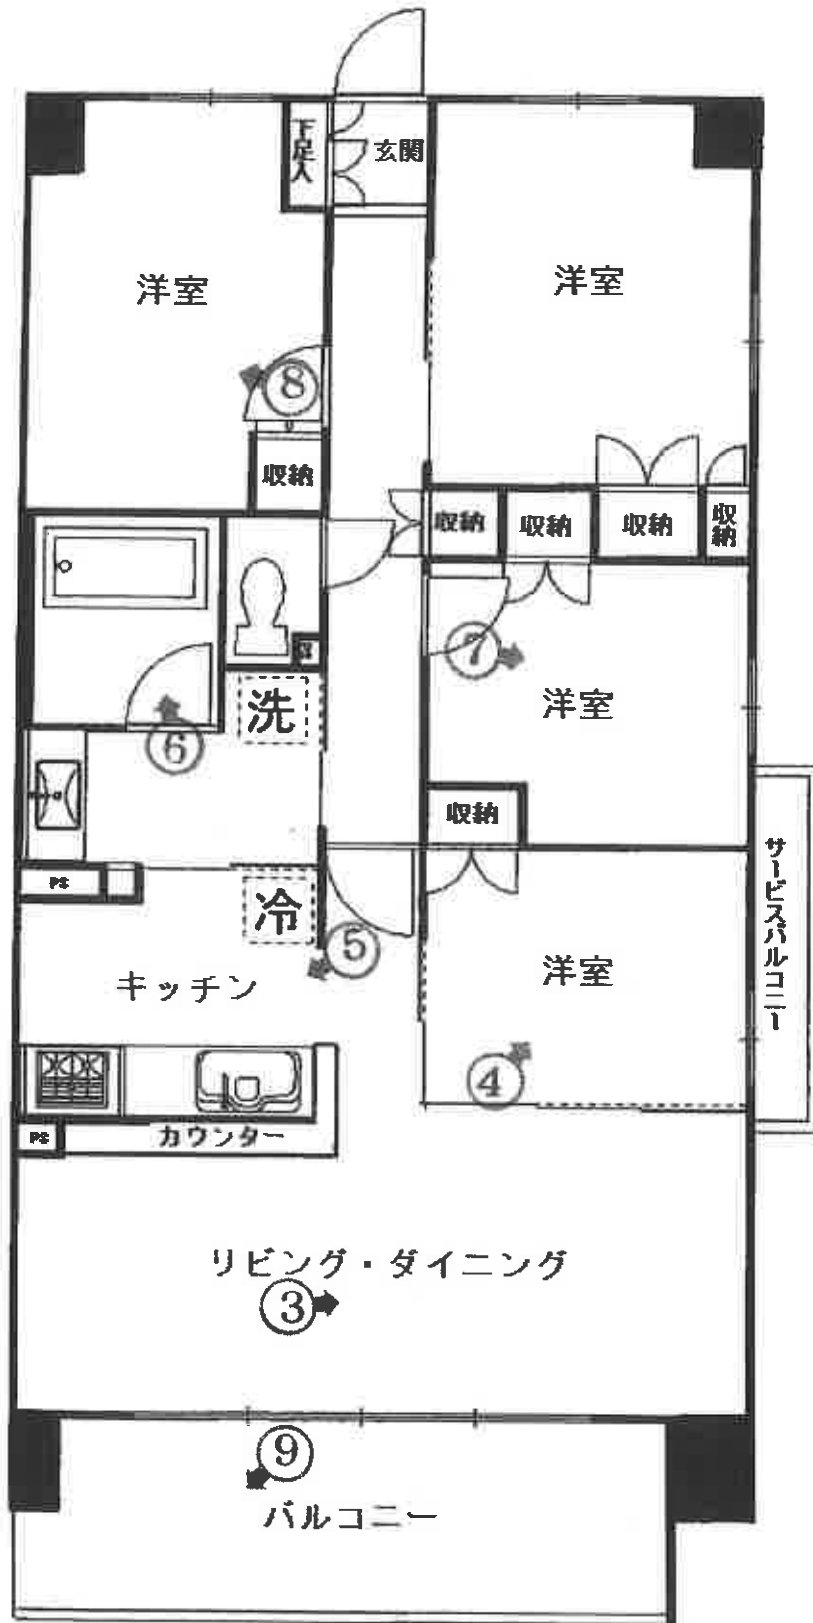 下足入
玄関
洋室
洋室
⑧
収納
収納
収納
収納
収納
⑦
洗
洋室
⑥
収納
サービスバルコニー
PS
冷
⑤
キッチン
洋室
④
PS
カウンター
リビング・ダイニング
③
⑨
バルコニー